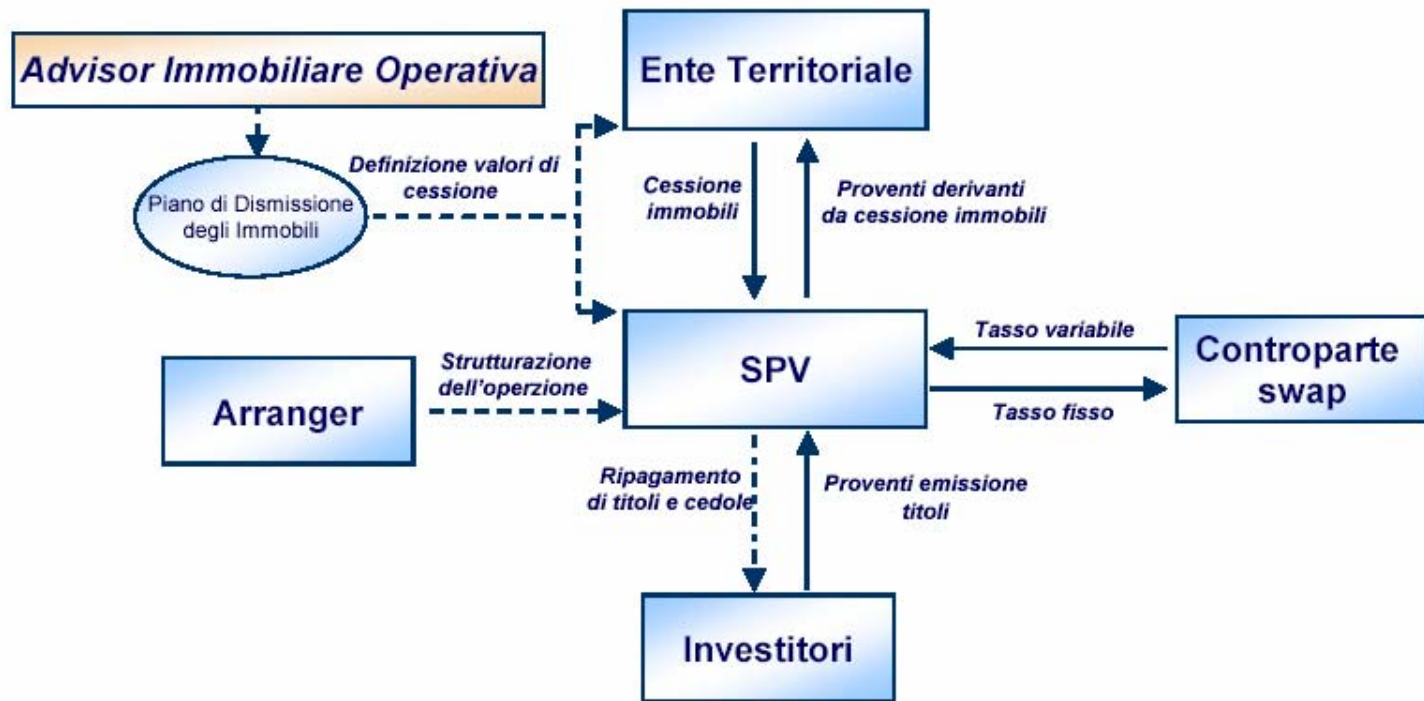 Advisor Immobiliare Operativa
Ente Territoriale
Definizione valori di
cessione
Piano di Dismissione
degli Immobili
Cessione
immobili
Proventi derivanti
da cessione immobili
Strutturazione
dell'operzione
Arranger
SPV
Tasso variabile
Tasso fisso
Controparte
swap
Ripagamento
di titoli e cedole
Proventi emissione
titoli
Investitori